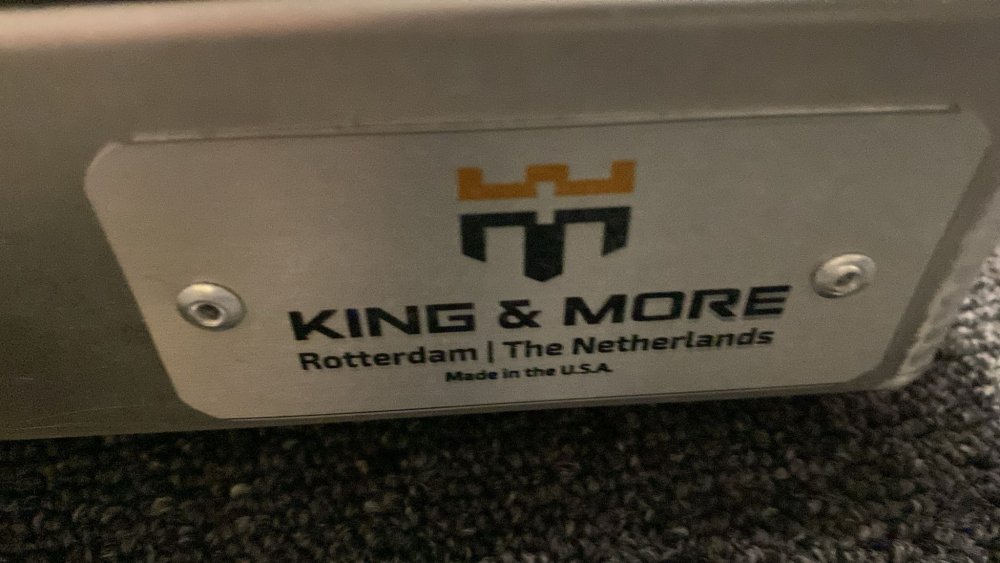 KING & MORE
Rotterdam | The Netherlands
Made in the U.S.A.